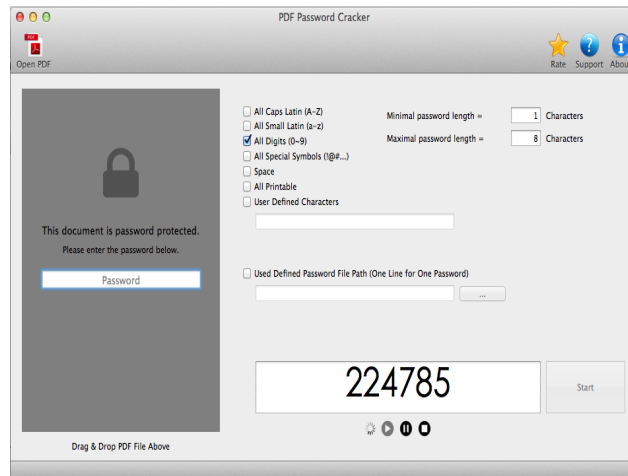 PDF Password Cracker
PDF
Open PDF
Rate Support Abou
All Caps Latin (A-Z)
All Small Latin (a-z)
All Digits (0~9)
All Special Symbols (!@#...)
Space
All Printable
User Defined Characters
Minimal password length = 1 Characters
Maximal password length = 8 Characters
This document is password protected.
Please enter the password below.
Password
Used Defined Password File Path (One Line for One Password)
...
224785
Start
Drag & Drop PDF File Above